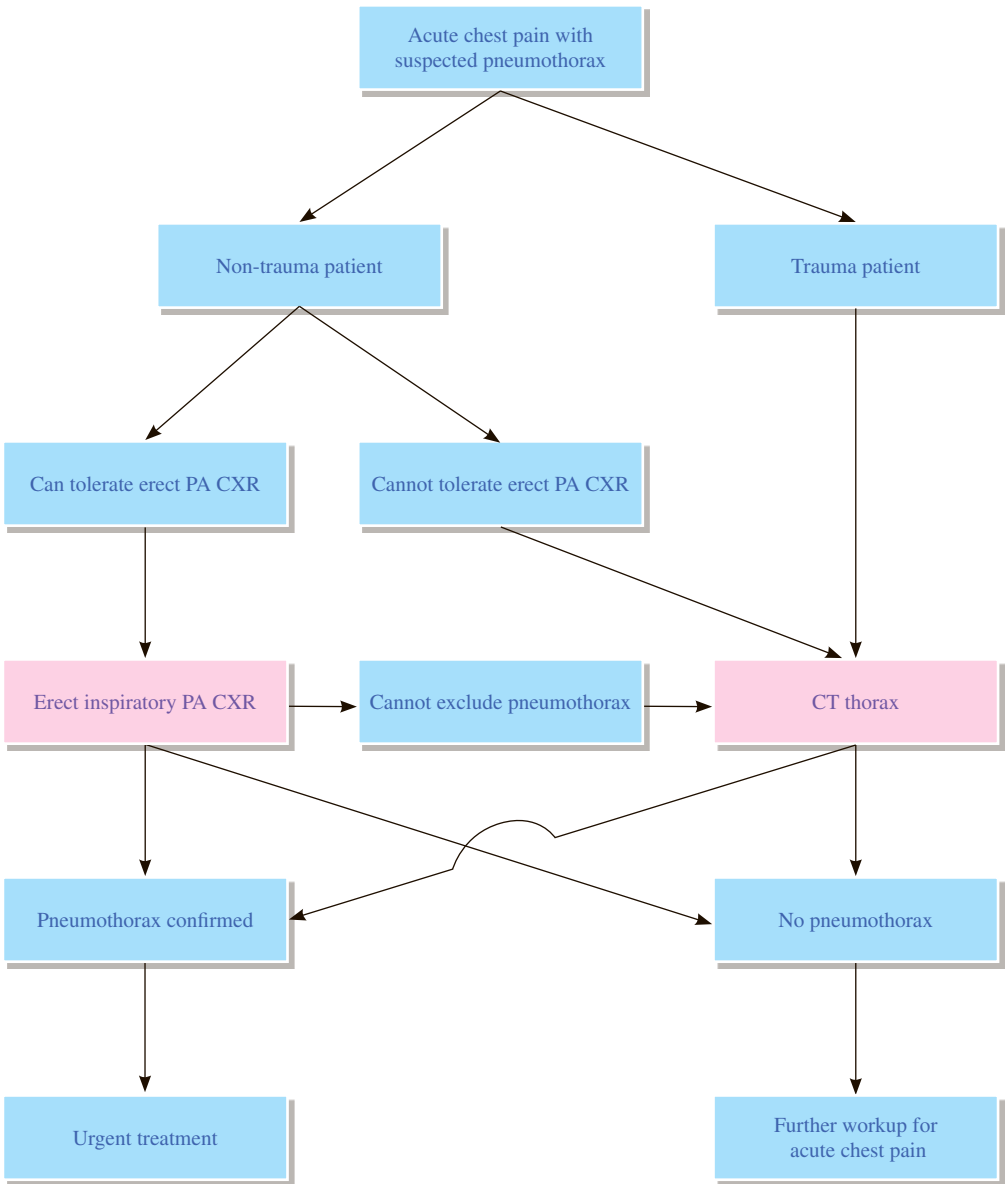 Acute chest pain with
suspected pneumothorax
Non-trauma patient
Trauma patient
Can tolerate erect PA CXR
Cannot tolerate erect PA CXR
Erect inspiratory PA CXR
Cannot exclude pneumothorax
CT thorax
Pneumothorax confirmed
No pneumothorax
Urgent treatment
Further workup for
acute chest pain